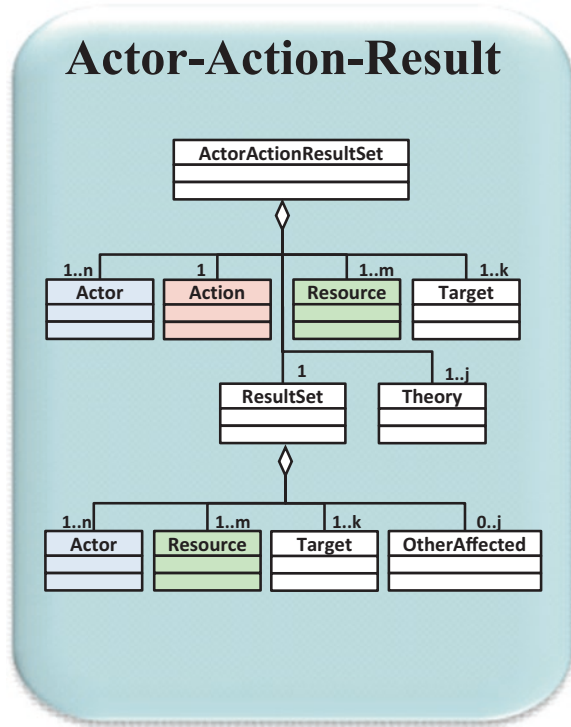 Actor-Action-Result
ActorActionResultSet
1..n 1 1..m 1..k
Actor Action Resource Target
1 1..j
ResultSet Theory
1..n 1..m 1..k 0..j
Actor Resource Target OtherAffected